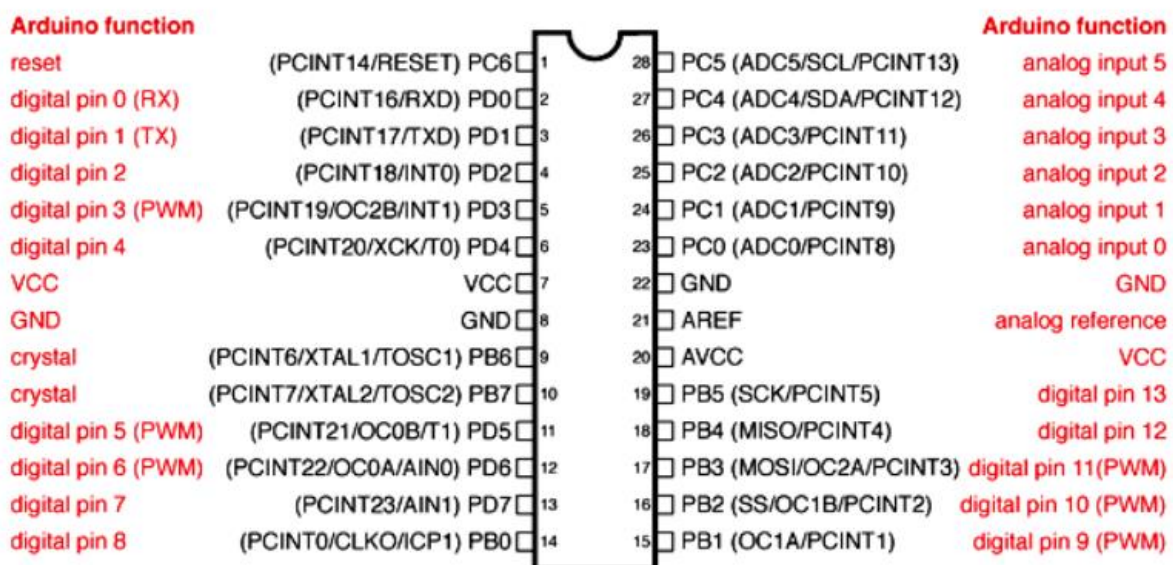 Arduino function Arduino function
reset (PCINT14/RESET) PC6 1 28 PC5 (ADC5/SCL/PCINT13) analog input 5
digital pin 0 (RX) (PCINT16/RXD) PD0 2 27 PC4 (ADC4/SDA/PCINT12) analog input 4
digital pin 1 (TX) (PCINT17/TXD) PD1 3 26 PC3 (ADC3/PCINT11) analog input 3
digital pin 2 (PCINT18/INT0) PD2 4 25 PC2 (ADC2/PCINT10) analog input 2
digital pin 3 (PWM) (PCINT19/OC2B/INT1) PD3 5 24 PC1 (ADC1/PCINT9) analog input 1
digital pin 4 (PCINT20/XCK/T0) PD4 6 23 PC0 (ADC0/PCINT8) analog input 0
VCC VCC 7 22 GND GND
GND GND 8 21 AREF analog reference
crystal (PCINT6/XTAL1/TOSC1) PB6 9 20 AVCC VCC
crystal (PCINT7/XTAL2/TOSC2) PB7 10 19 PB5 (SCK/PCINT5) digital pin 13
digital pin 5 (PWM) (PCINT21/OC0B/T1) PD5 11 18 PB4 (MISO/PCINT4) digital pin 12
digital pin 6 (PWM) (PCINT22/OC0A/AIN0) PD6 12 17 PB3 (MOSI/OC2A/PCINT3) digital pin 11(PWM)
digital pin 7 (PCINT23/AIN1) PD7 13 16 PB2 (SS/OC1B/PCINT2) digital pin 10 (PWM)
digital pin 8 (PCINT0/CLKO/ICP1) PB0 14 15 PB1 (OC1A/PCINT1) digital pin 9 (PWM)